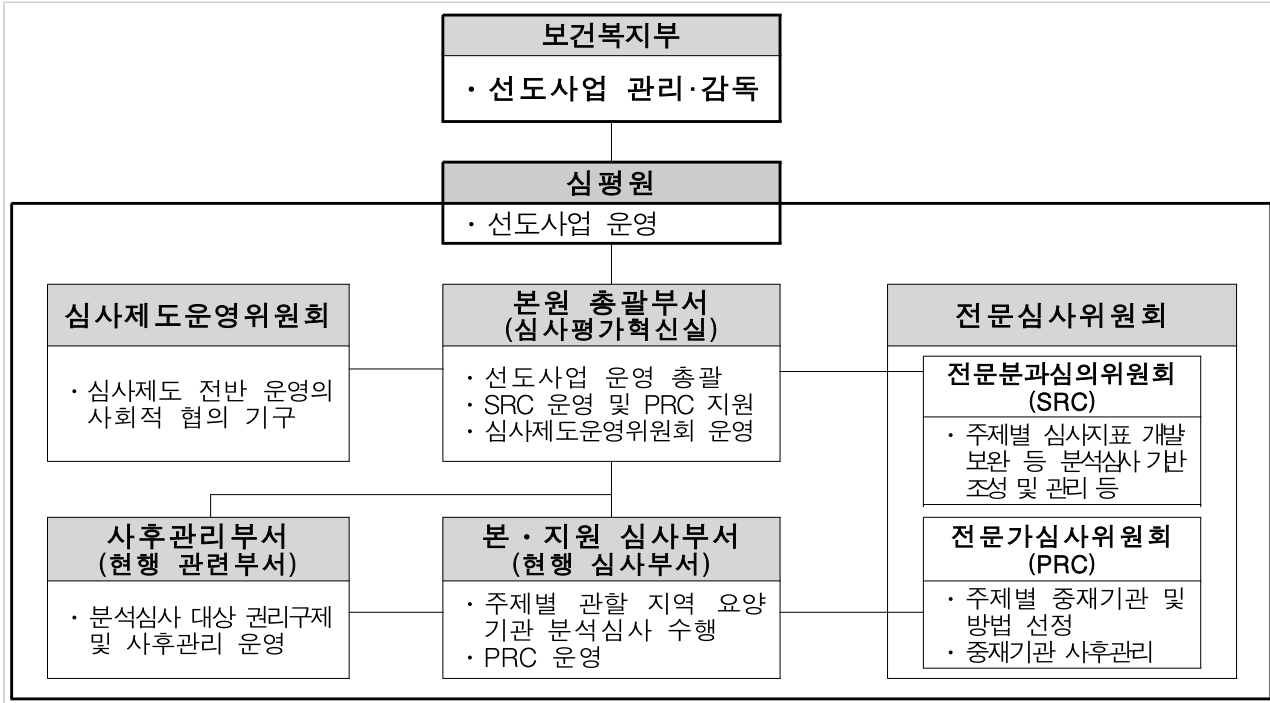 보건복지부
· 선도사업 관리·감독
심평원
· 선도사업 운영
심사제도운영위원회
· 심사제도 전반 운영의
사회적 협의 기구
본원 총괄부서
(심사평가혁신실)
· 선도사업 운영 총괄
· SRC 운영 및 PRC 지원
· 심사제도운영위원회 운영
전문심사위원회
전문분과심의위원회
(SRC)
· 주제별 심사지표 개발
보완 등 분석심사 기반
조성 및 관리 등
사후관리부서
(현행 관련부서)
· 분석심사 대상 권리구제
및 사후관리 운영
본·지원 심사부서
(현행 심사부서)
· 주제별 관할 지역 요양
기관 분석심사 수행
· PRC 운영
전문가심사위원회
(PRC)
· 주제별 중재기관 및
방법 선정
· 중재기관 사후관리